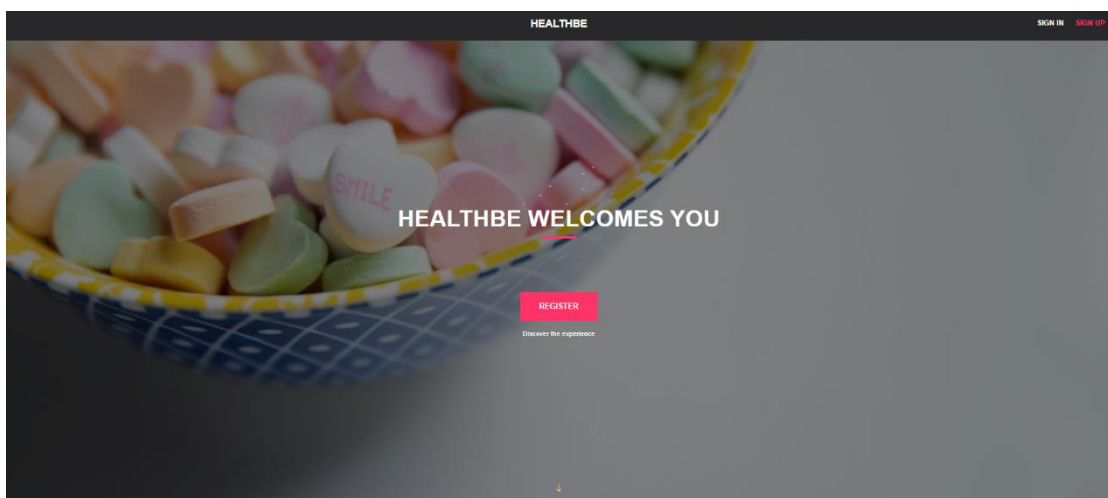 HEALTHBE
SIGN IN SIGN UP
SMILE
HEALTHBE WELCOMES YOU
REGISTER
Discover the experience